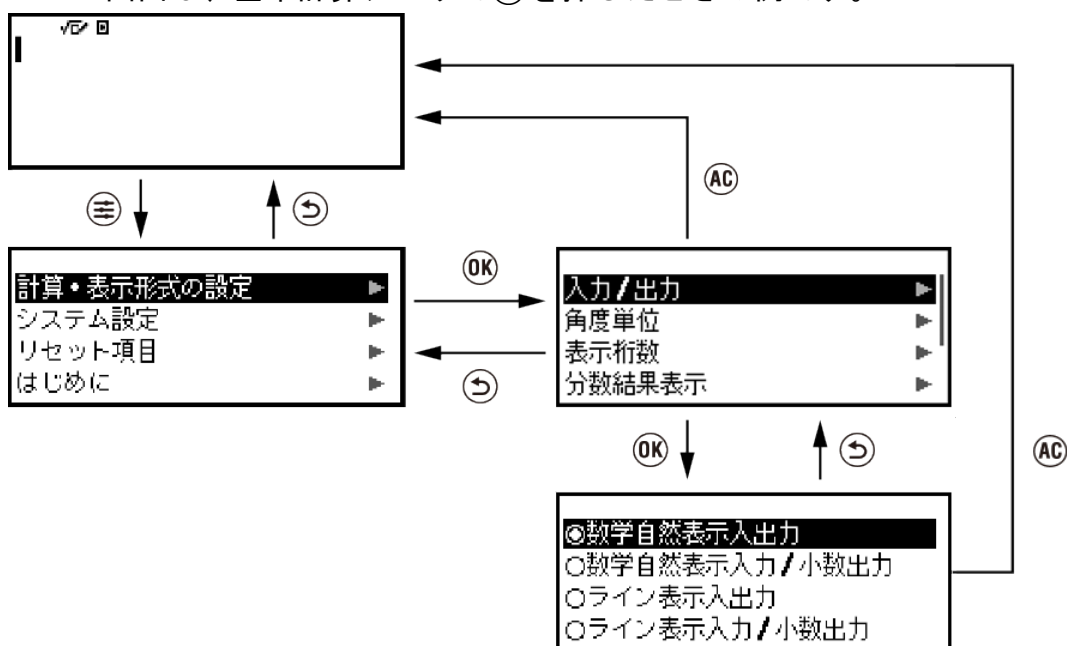 計算・表示形式の設定
システム設定
リセット項目
はじめに
OK
AC
入力/出力
角度単位
表示桁数
分数結果表示
OK
AC
◉数学自然表示入出力
○数学自然表示入力/小数出力
○ライン表示入出力
○ライン表示入力/小数出力